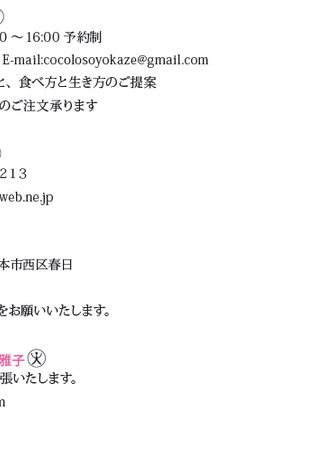 0 〜 16:00 予約制
E-mail:cocolosoyokaze@gmail.com
と、食べ方と生き方のご提案
のご注文承ります
213
web.ne.jp
本市西区春日
をお願いいたします。
雅子
張いたします。
m